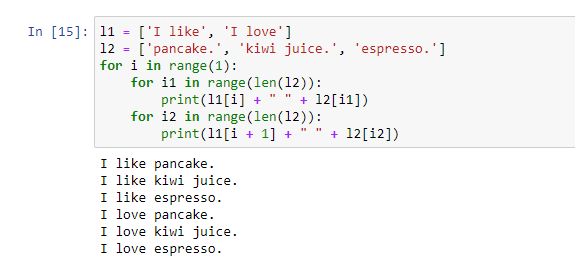 In [15]: l1 = ['I like', 'I love']
l2 = ['pancake.', 'kiwi juice.', 'espresso.']
for i in range(1):
    for i1 in range(len(l2)):
        print(l1[i] + " " + l2[i1])
    for i2 in range(len(l2)):
        print(l1[i + 1] + " " + l2[i2])
I like pancake.
I like kiwi juice.
I like espresso.
I love pancake.
I love kiwi juice.
I love espresso.